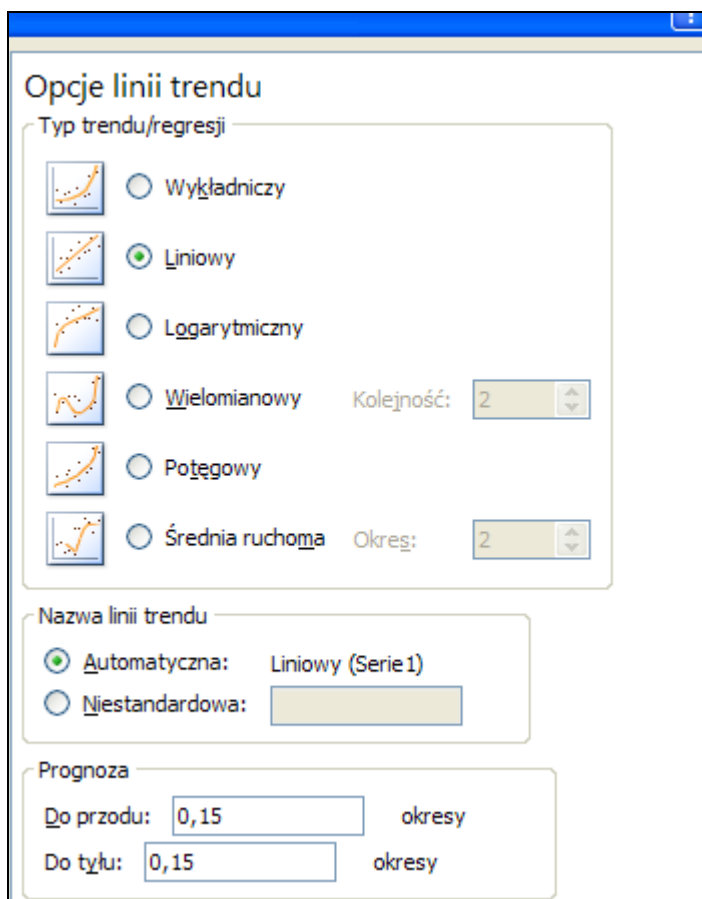 Opcje linii trendu
Typ trendu/regresji
Wykładniczy
Liniowy
Logarytmiczny
Wielomianowy Kolejność: 2
Potęgowy
Średnia ruchoma Okres: 2
Nazwa linii trendu
Automatyczna: Liniowy (Serie1)
Niestandardowa:
Prognoza
Do przodu: 0,15 okresy
Do tyłu: 0,15 okresy